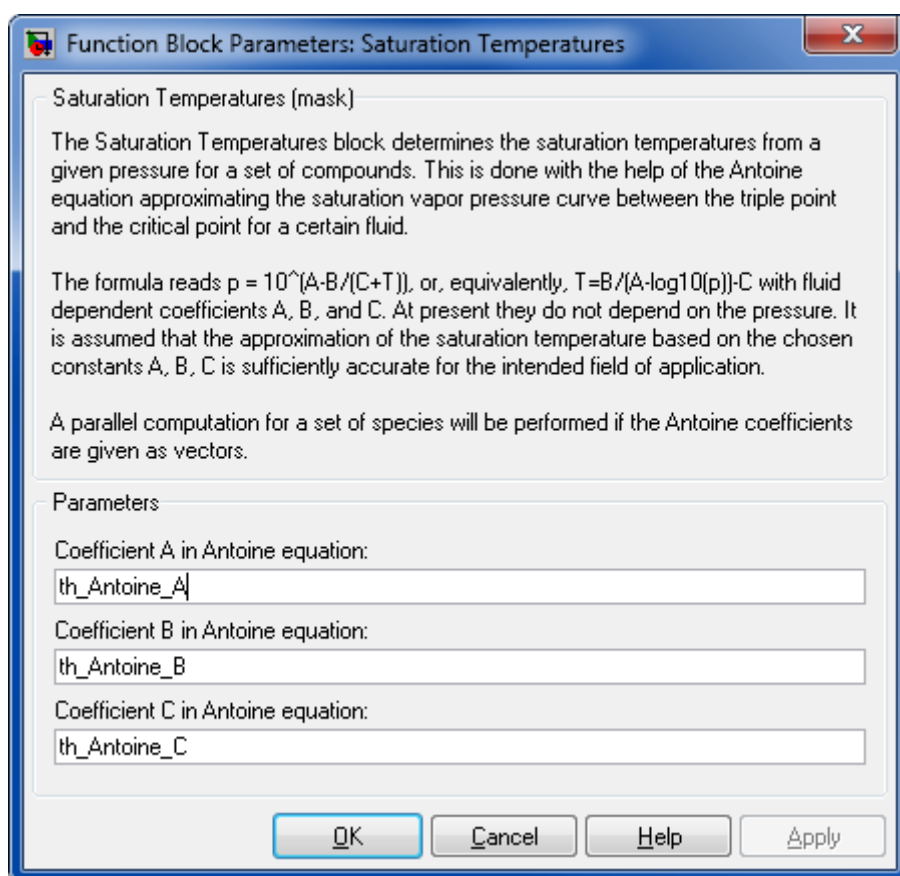 Function Block Parameters: Saturation Temperatures
Saturation Temperatures (mask)
The Saturation Temperatures block determines the saturation temperatures from a
given pressure for a set of compounds. This is done with the help of the Antoine
equation approximating the saturation vapor pressure curve between the triple point
and the critical point for a certain fluid.
The formula reads p = 10^(A-B/(C+T)), or, equivalently, T=B/(A-log10(p))-C with fluid
dependent coefficients A, B, and C. At present they do not depend on the pressure. It
is assumed that the approximation of the saturation temperature based on the chosen
constants A, B, C is sufficiently accurate for the intended field of application.
A parallel computation for a set of species will be performed if the Antoine coefficients
are given as vectors.
Parameters
Coefficient A in Antoine equation:
th_Antoine_A
Coefficient B in Antoine equation:
th_Antoine_B
Coefficient C in Antoine equation:
th_Antoine_C
OK Cancel Help Apply